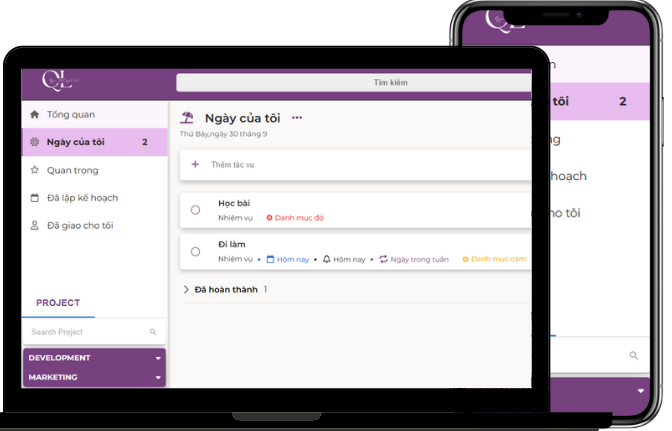 QL
Tìm kiếm
Tổng quan
Ngày của tôi 2
Quan trọng
Đã lập kế hoạch
Đã giao cho tôi
PROJECT
Search Project
DEVELOPMENT
MARKETING
Ngày của tôi •••
Thứ Bảy,ngày 30 tháng 9
+ Thêm tác vụ
Học bài
Nhiệm vụ Danh mục đỏ
Đi làm
Nhiệm vụ • Hôm nay • Hôm nay • Ngày trong tuần Danh mục cam
Đã hoàn thành 1
QL
n
tôi 2
ng
hoạch
ho tôi